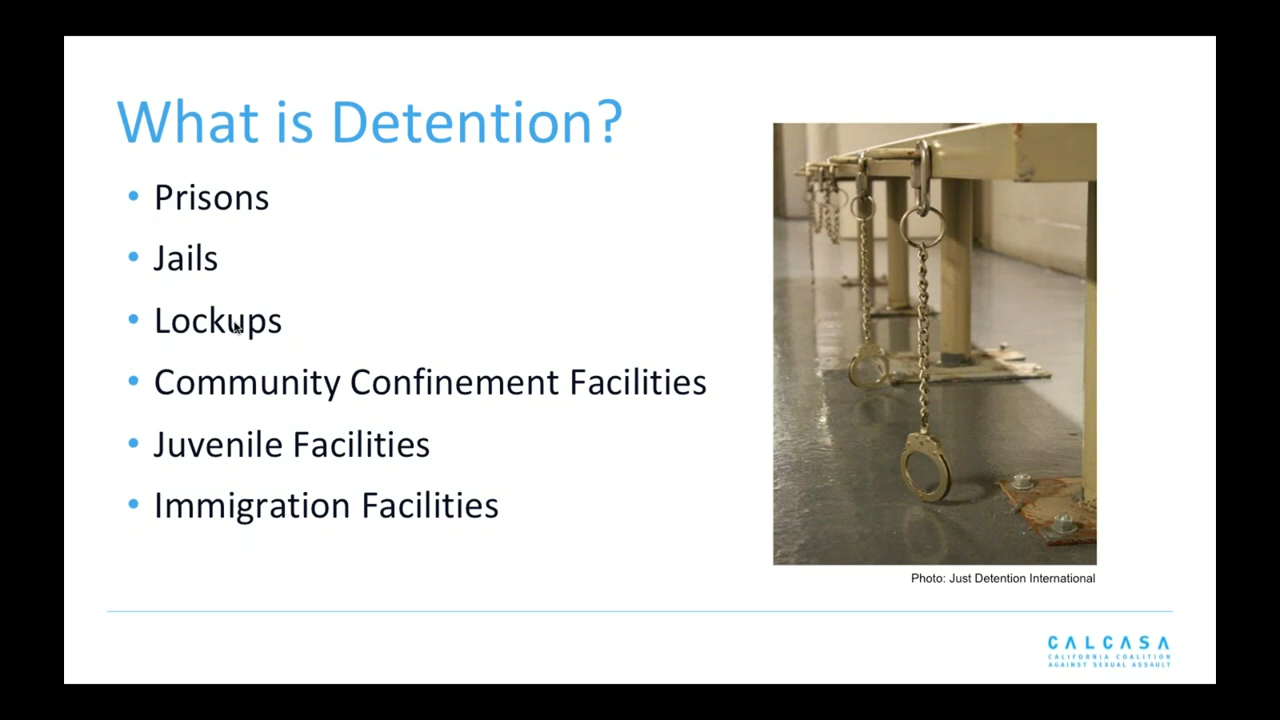 What is Detention?
• Prisons
• Jails
• Lockups
• Community Confinement Facilities
• Juvenile Facilities
• Immigration Facilities
Photo: Just Detention International
CALCASA
CALIFORNIA COALITION
AGAINST SEXUAL ASSAULT